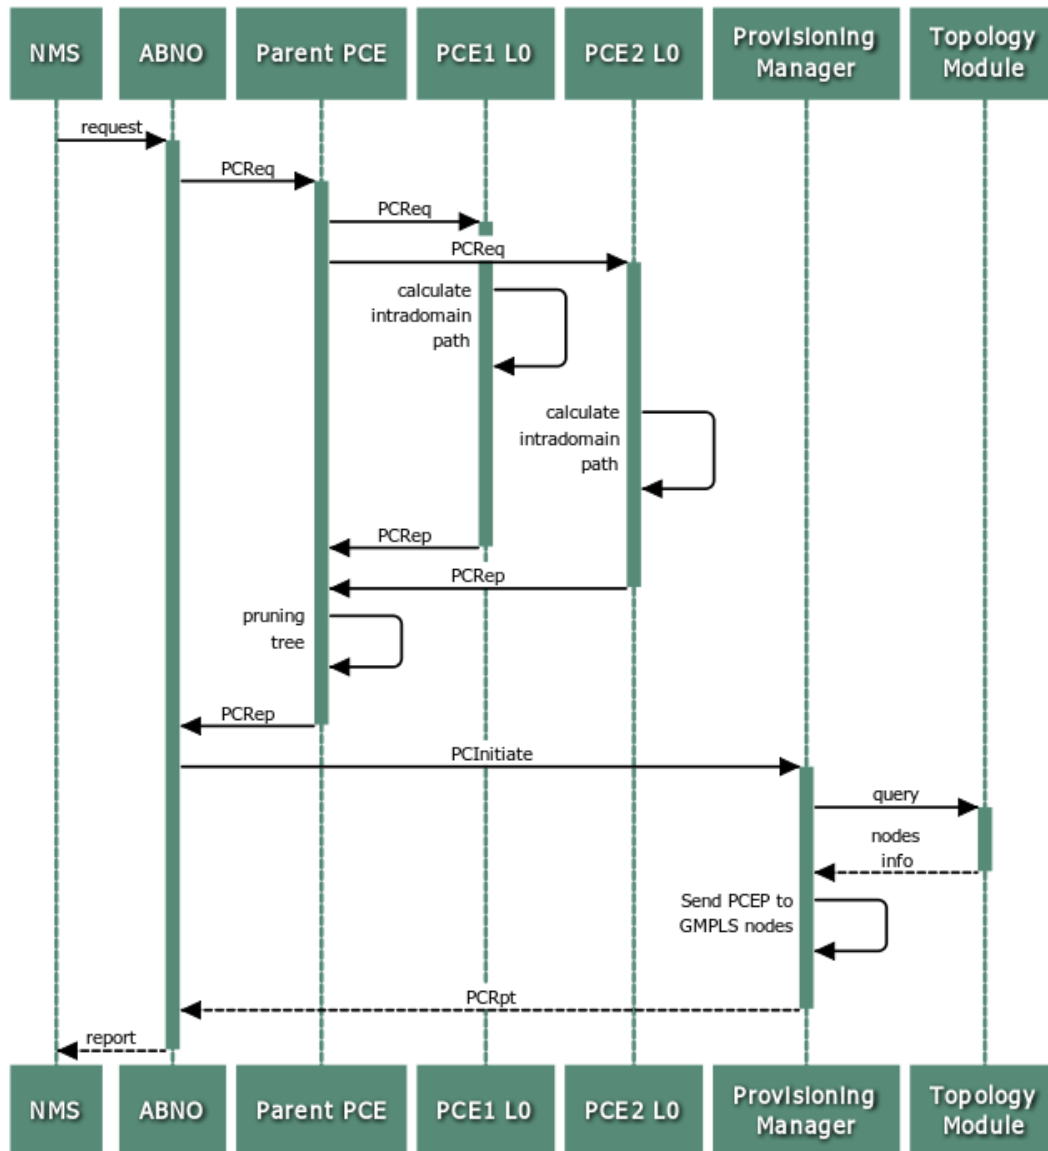 NMS
ABNO
Parent PCE
PCE1 L0
PCE2 L0
Provisioning
Manager
Topology
Module
request
PCReq
PCReq
PCReq
calculate
intradomain
path
calculate
intradomain
path
PCRep
PCRep
pruning
tree
PCRep
PCInitiate
query
nodes
info
Send PCEP to
GMPLS nodes
PCRpt
report
NMS
ABNO
Parent PCE
PCE1 L0
PCE2 L0
Provisioning
Manager
Topology
Module